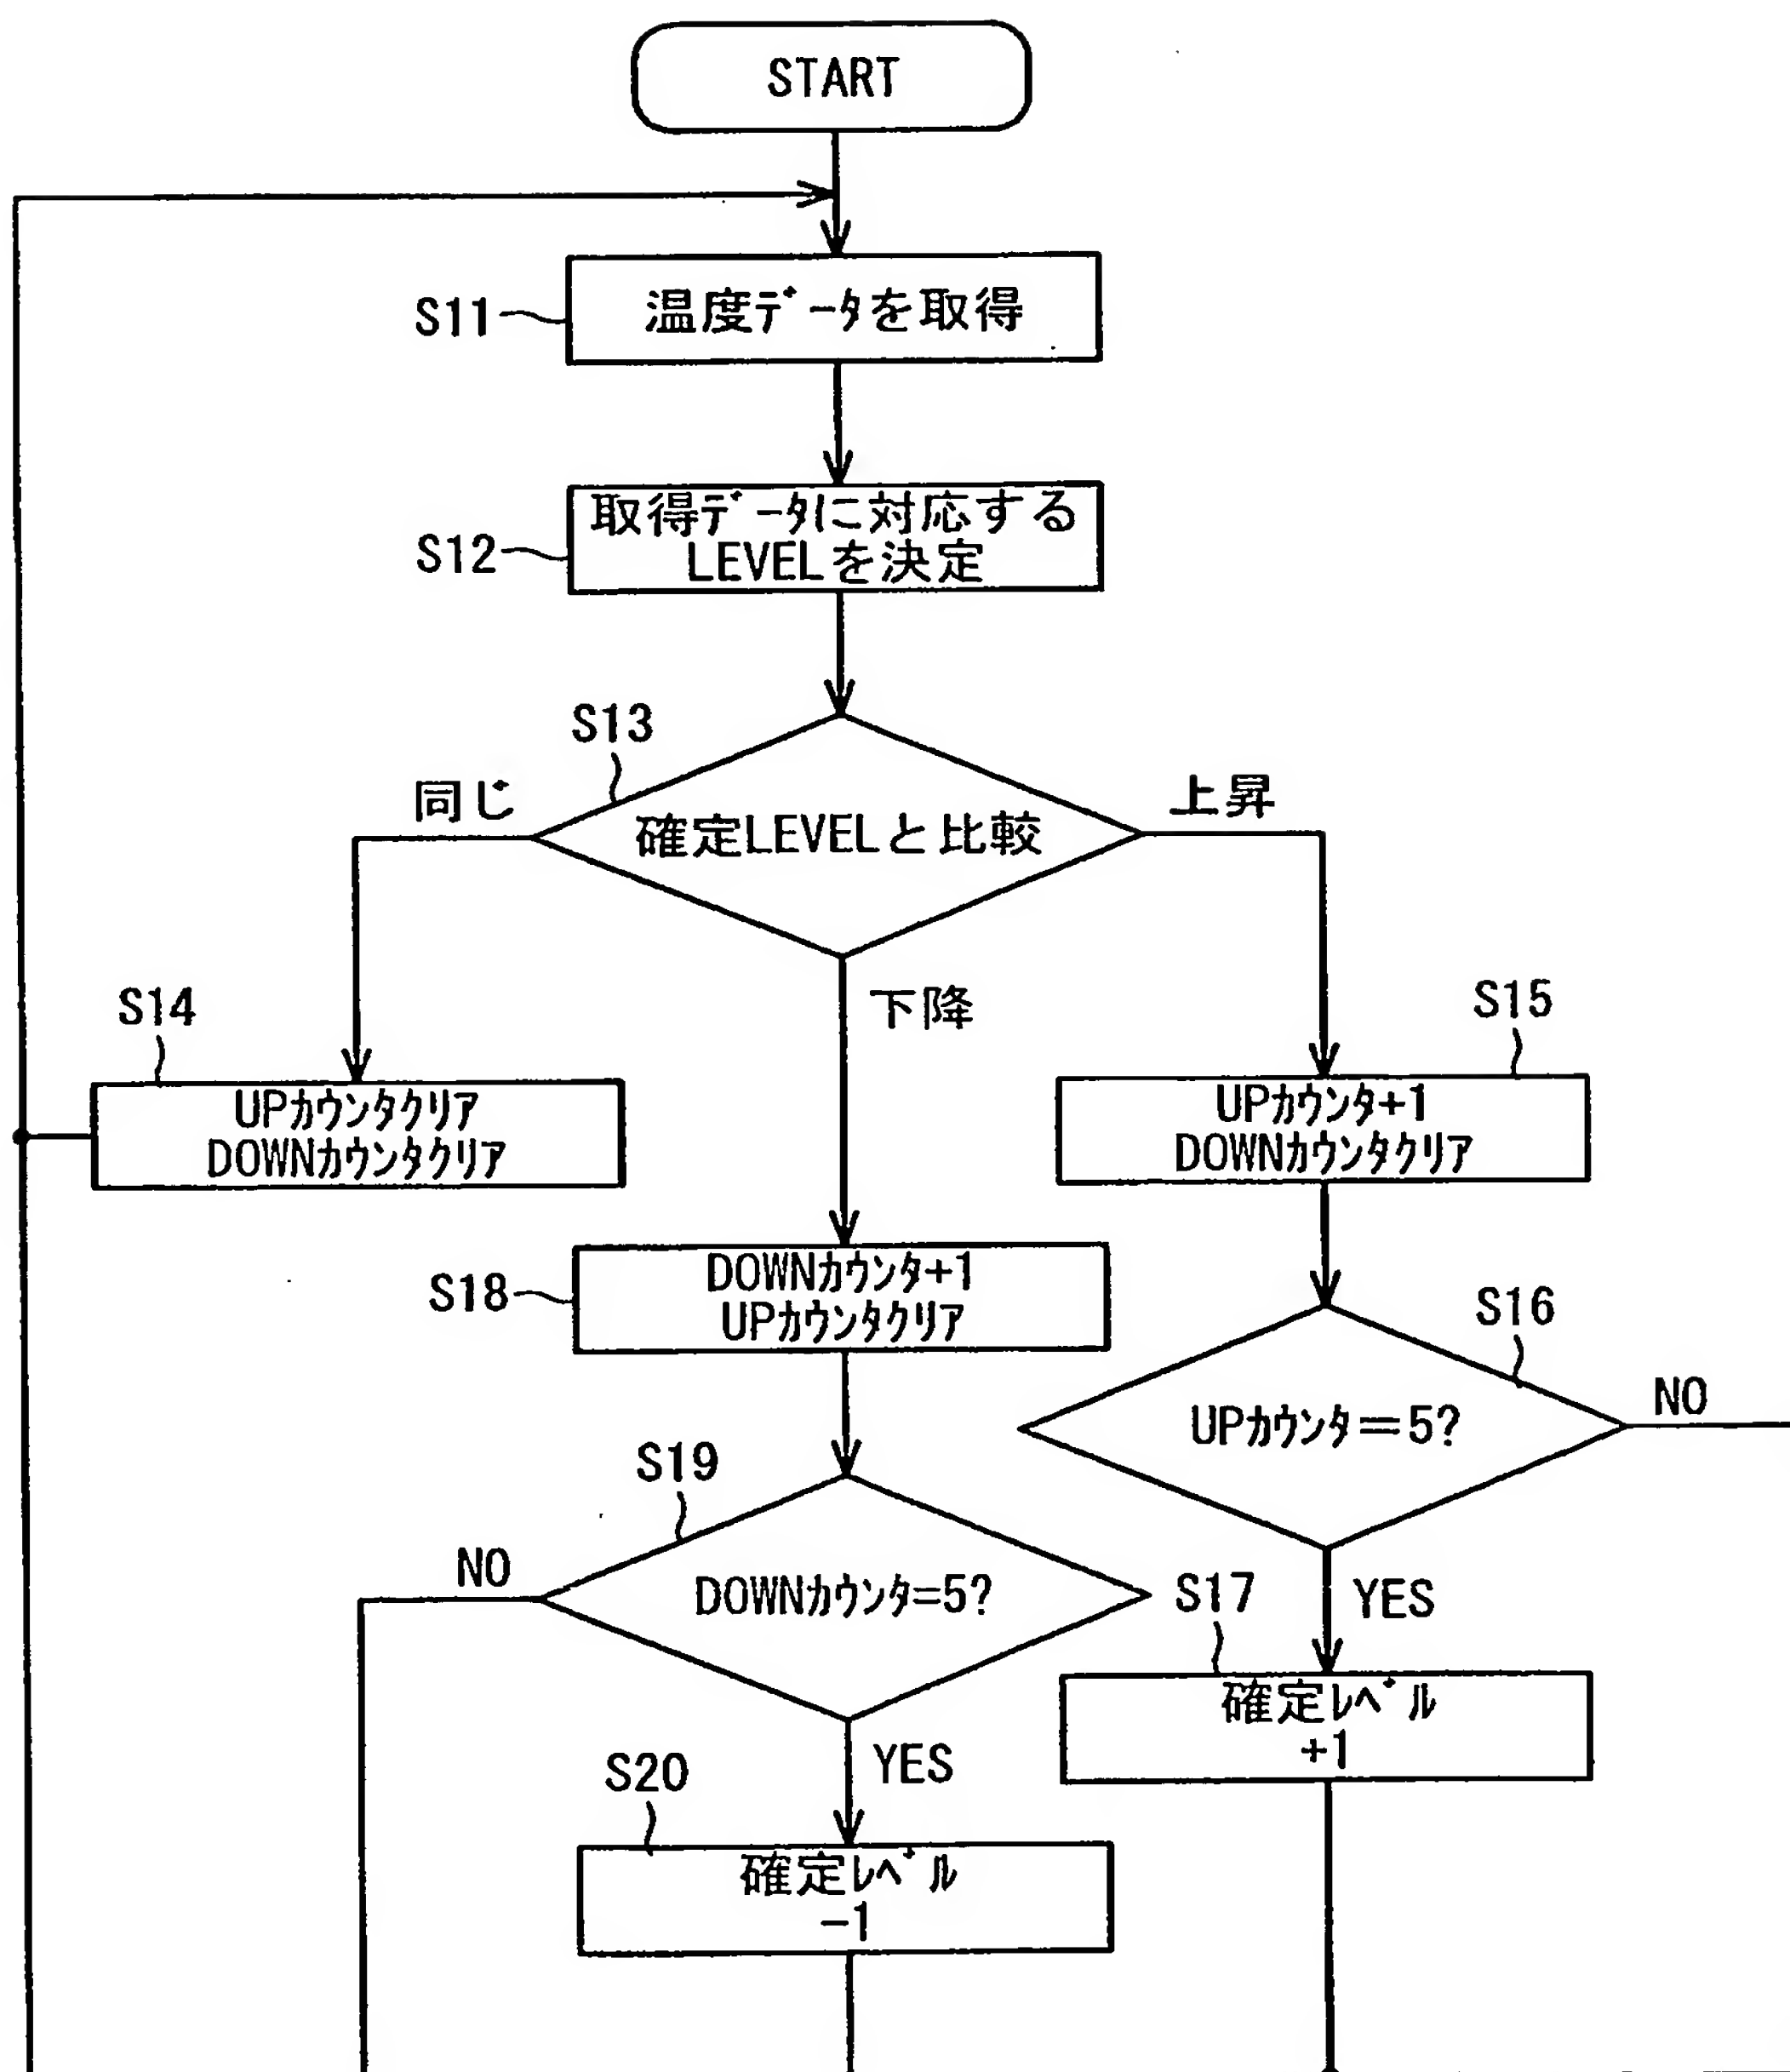 START
S11
温度ﾃﾞｰﾀを取得
S12
取得ﾃﾞｰﾀに対応する
LEVELを決定
S13
同じ
上昇
確定LEVELと比較
下降
S14
UPｶｳﾝﾀｸﾘｱ
DOWNｶｳﾝﾀｸﾘｱ
S15
UPｶｳﾝﾀ+1
DOWNｶｳﾝﾀｸﾘｱ
S18
DOWNｶｳﾝﾀ+1
UPｶｳﾝﾀｸﾘｱ
S16
UPｶｳﾝﾀ=5?
NO
S19
NO
DOWNｶｳﾝﾀ=5?
S17
YES
確定ﾚﾍﾞﾙ
+1
S20
YES
確定ﾚﾍﾞﾙ
-1